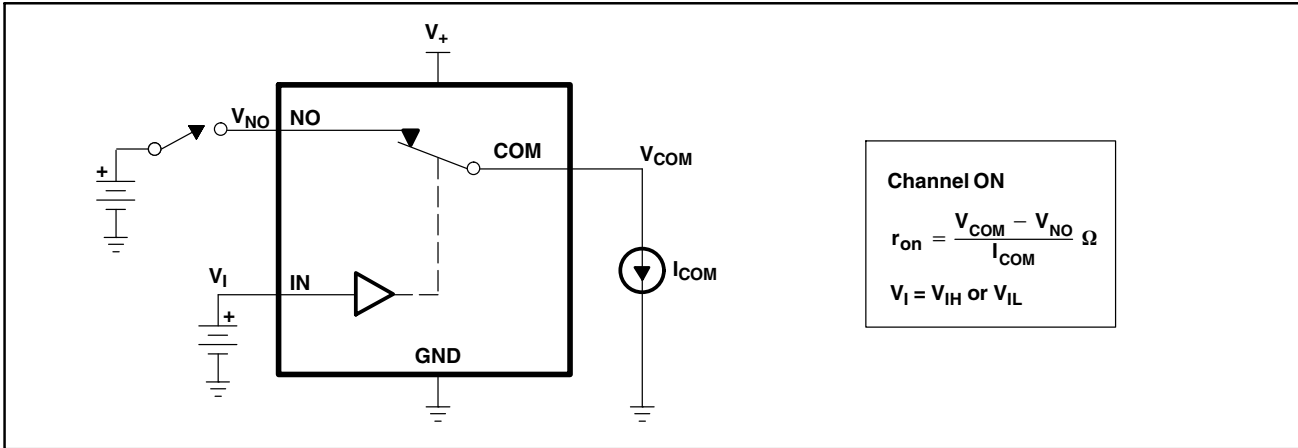 V+
VNO NO
COM VCOM
+
VI IN
+
ICOM
GND
Channel ON
ron = VCOM − VNO / ICOM Ω
VI = VIH or VIL